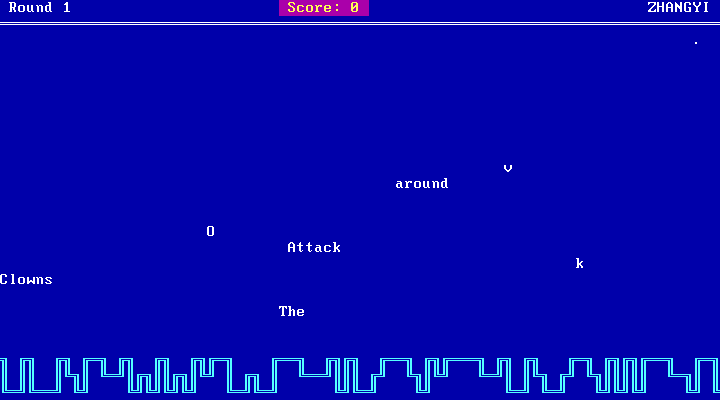 Round 1 Score: 0 ZHANGYI
.
v
around
O
Attack
k
Clowns
The